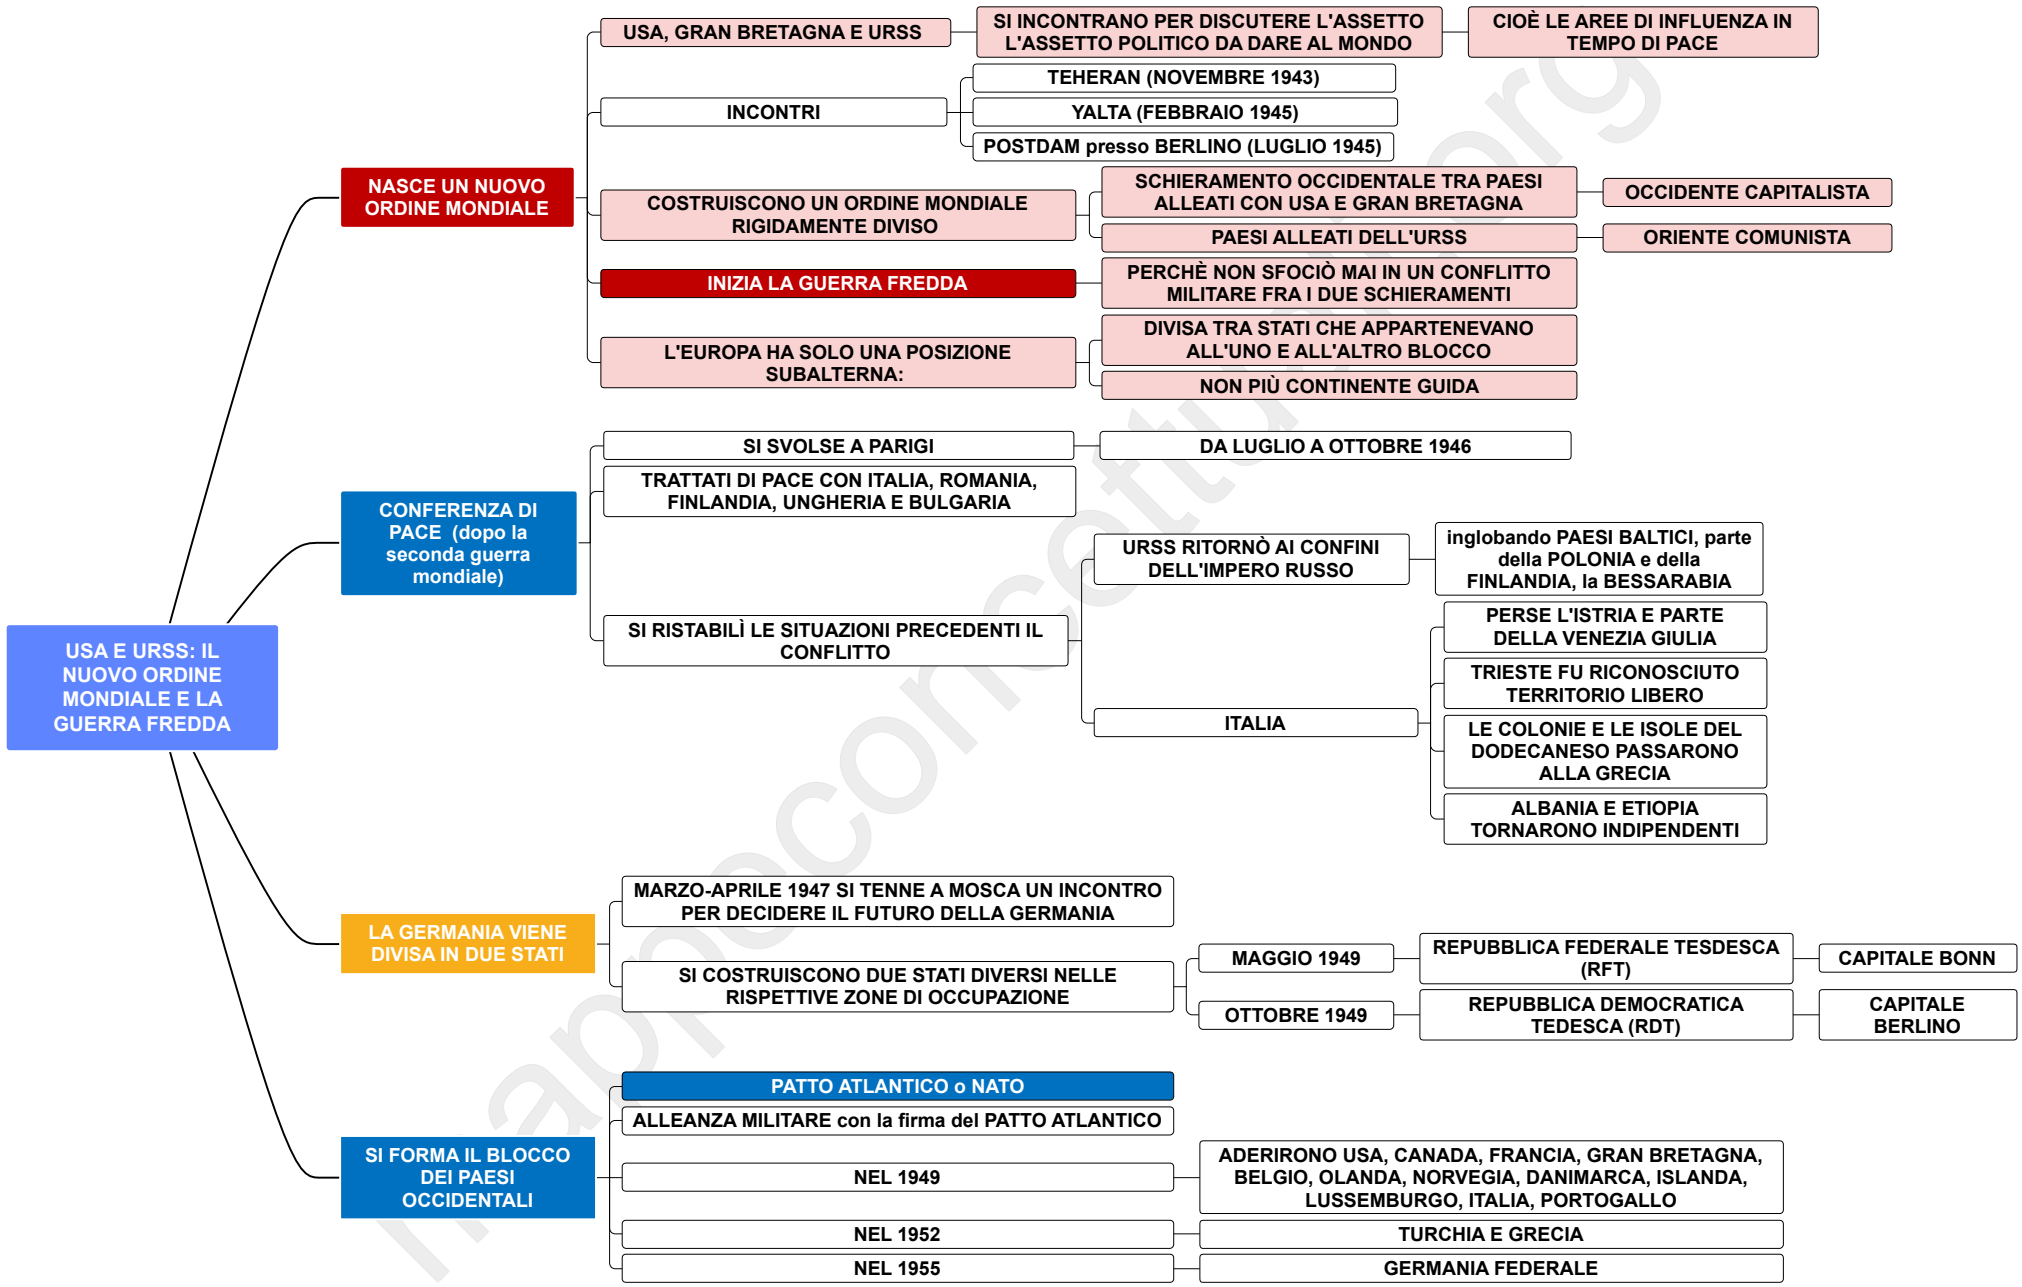 USA, GRAN BRETAGNA E URSS
SI INCONTRANO PER DISCUTERE L'ASSETTO
L'ASSETTO POLITICO DA DARE AL MONDO
CIOÈ LE AREE DI INFLUENZA IN
TEMPO DI PACE
INCONTRI
TEHERAN (NOVEMBRE 1943)
YALTA (FEBBRAIO 1945)
POSTDAM presso BERLINO (LUGLIO 1945)
NASCE UN NUOVO
ORDINE MONDIALE
COSTRUISCONO UN ORDINE MONDIALE
RIGIDAMENTE DIVISO
SCHIERAMENTO OCCIDENTALE TRA PAESI
ALLEATI CON USA E GRAN BRETAGNA
OCCIDENTE CAPITALISTA
PAESI ALLEATI DELL'URSS
ORIENTE COMUNISTA
INIZIA LA GUERRA FREDDA
PERCHÈ NON SFOCIÒ MAI IN UN CONFLITTO
MILITARE FRA I DUE SCHIERAMENTI
L'EUROPA HA SOLO UNA POSIZIONE
SUBALTERNA:
DIVISA TRA STATI CHE APPARTENEVANO
ALL'UNO E ALL'ALTRO BLOCCO
NON PIÙ CONTINENTE GUIDA
SI SVOLSE A PARIGI
DA LUGLIO A OTTOBRE 1946
TRATTATI DI PACE CON ITALIA, ROMANIA,
FINLANDIA, UNGHERIA E BULGARIA
CONFERENZA DI
PACE (dopo la
seconda guerra
mondiale)
SI RISTABILÌ LE SITUAZIONI PRECEDENTI IL
CONFLITTO
URSS RITORNÒ AI CONFINI
DELL'IMPERO RUSSO
inglobando PAESI BALTICI, parte
della POLONIA e della
FINLANDIA, la BESSARABIA
ITALIA
PERSE L'ISTRIA E PARTE
DELLA VENEZIA GIULIA
TRIESTE FU RICONOSCIUTO
TERRITORIO LIBERO
LE COLONIE E LE ISOLE DEL
DODECANESO PASSARONO
ALLA GRECIA
ALBANIA E ETIOPIA
TORNARONO INDIPENDENTI
USA E URSS: IL
NUOVO ORDINE
MONDIALE E LA
GUERRA FREDDA
LA GERMANIA VIENE
DIVISA IN DUE STATI
MARZO-APRILE 1947 SI TENNE A MOSCA UN INCONTRO
PER DECIDERE IL FUTURO DELLA GERMANIA
SI COSTRUISCONO DUE STATI DIVERSI NELLE
RISPETTIVE ZONE DI OCCUPAZIONE
MAGGIO 1949
REPUBBLICA FEDERALE TESDESCA
(RFT)
CAPITALE BONN
OTTOBRE 1949
REPUBBLICA DEMOCRATICA
TEDESCA (RDT)
CAPITALE
BERLINO
SI FORMA IL BLOCCO
DEI PAESI
OCCIDENTALI
PATTO ATLANTICO o NATO
ALLEANZA MILITARE con la firma del PATTO ATLANTICO
NEL 1949
ADERIRONO USA, CANADA, FRANCIA, GRAN BRETAGNA,
BELGIO, OLANDA, NORVEGIA, DANIMARCA, ISLANDA,
LUSSEMBURGO, ITALIA, PORTOGALLO
NEL 1952
TURCHIA E GRECIA
NEL 1955
GERMANIA FEDERALE